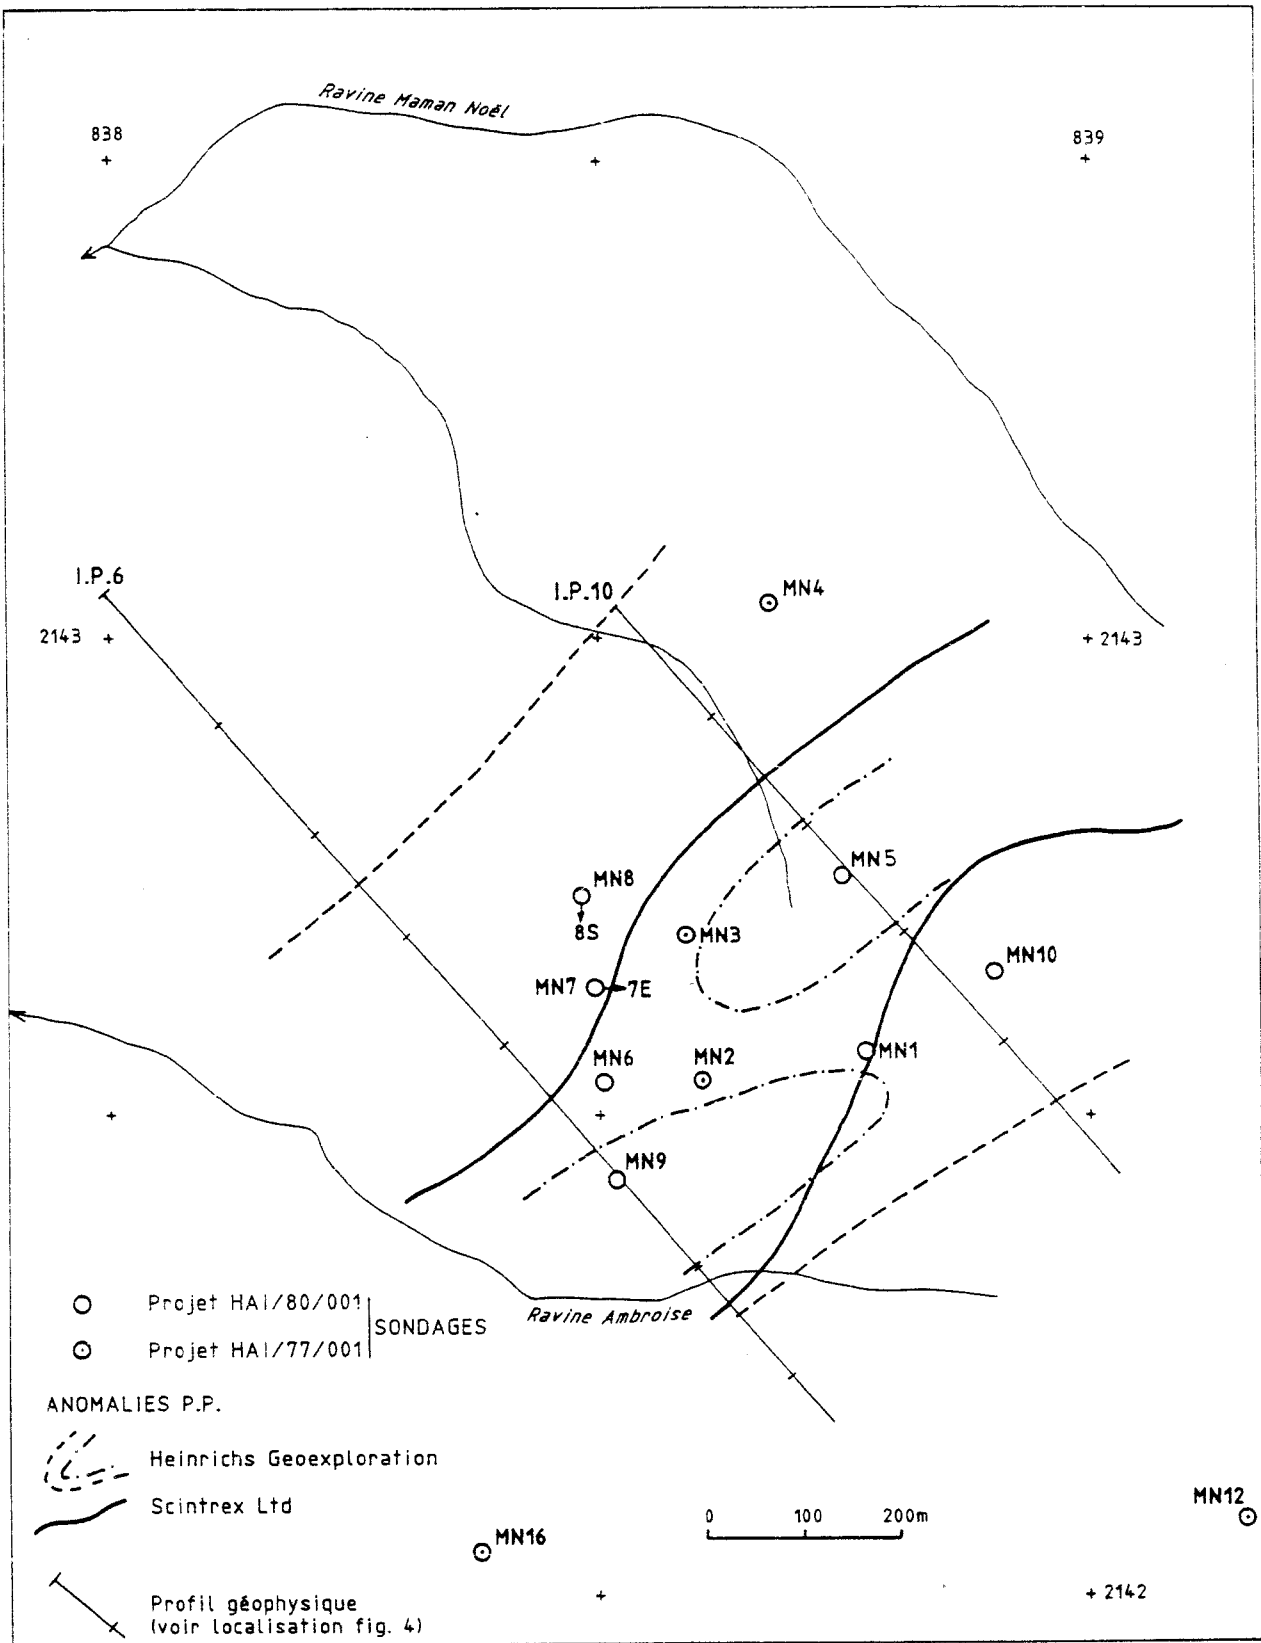 Ravine Maman Noël
838
839
I.P.6
I.P.10
MN4
2143
2143
MN5
MN8
8S
MN3
MN10
MN7
7E
MN6
MN2
MN1
MN9
Projet HAI/80/001
SONDAGES
Projet HAI/77/001
Ravine Ambroise
ANOMALIES P.P.
Heinrichs Geoexploration
Scintrex Ltd
0 100 200m
MN12
MN16
Profil géophysique
(voir localisation fig. 4)
2142